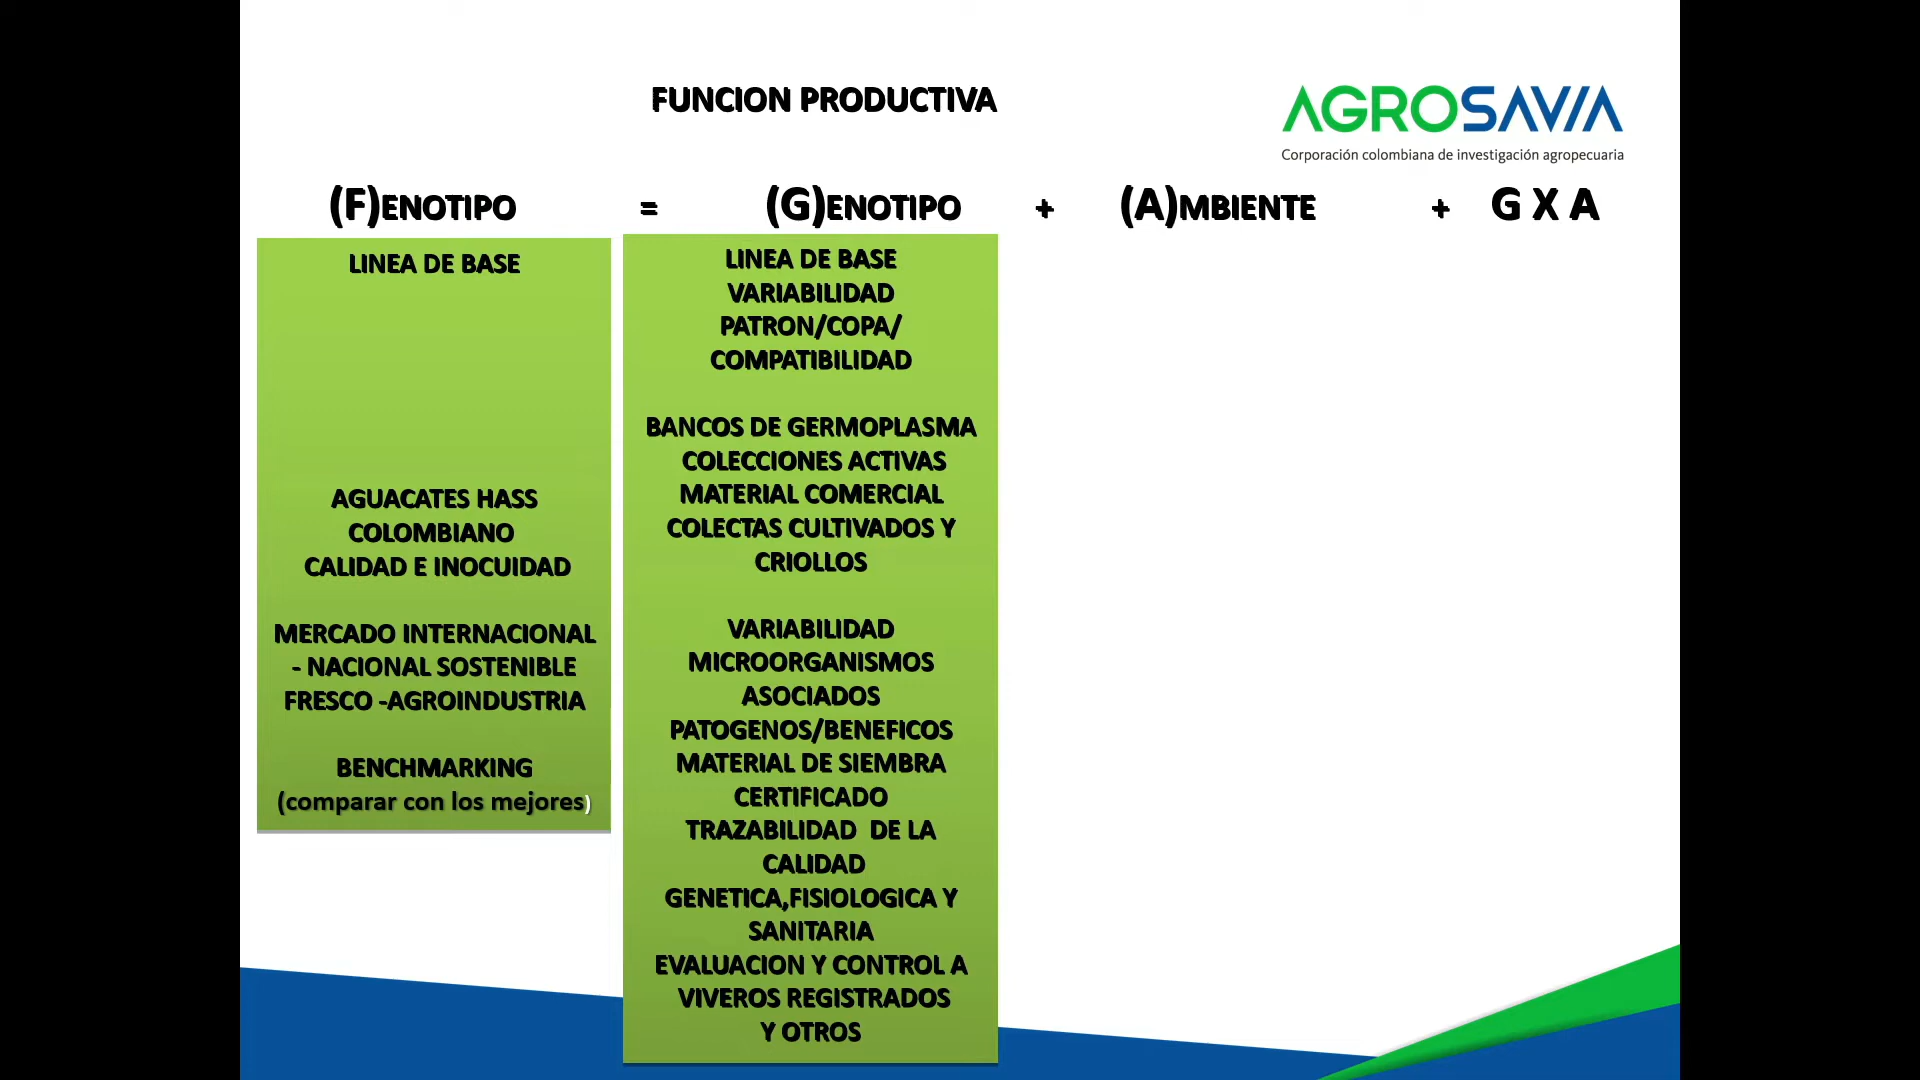 FUNCION PRODUCTIVA
AGROSAVIA
Corporación colombiana de investigación agropecuaria
(F)ENOTIPO = (G)ENOTIPO + (A)MBIENTE + G X A
LINEA DE BASE
AGUACATES HASS
COLOMBIANO
CALIDAD E INOCUIDAD
MERCADO INTERNACIONAL
- NACIONAL SOSTENIBLE
FRESCO -AGROINDUSTRIA
BENCHMARKING
(comparar con los mejores)
LINEA DE BASE
VARIABILIDAD
PATRON/COPA/
COMPATIBILIDAD
BANCOS DE GERMOPLASMA
COLECCIONES ACTIVAS
MATERIAL COMERCIAL
COLECTAS CULTIVADOS Y
CRIOLLOS
VARIABILIDAD
MICROORGANISMOS
ASOCIADOS
PATOGENOS/BENEFICOS
MATERIAL DE SIEMBRA
CERTIFICADO
TRAZABILIDAD DE LA
CALIDAD
GENETICA,FISIOLOGICA Y
SANITARIA
EVALUACION Y CONTROL A
VIVEROS REGISTRADOS
Y OTROS